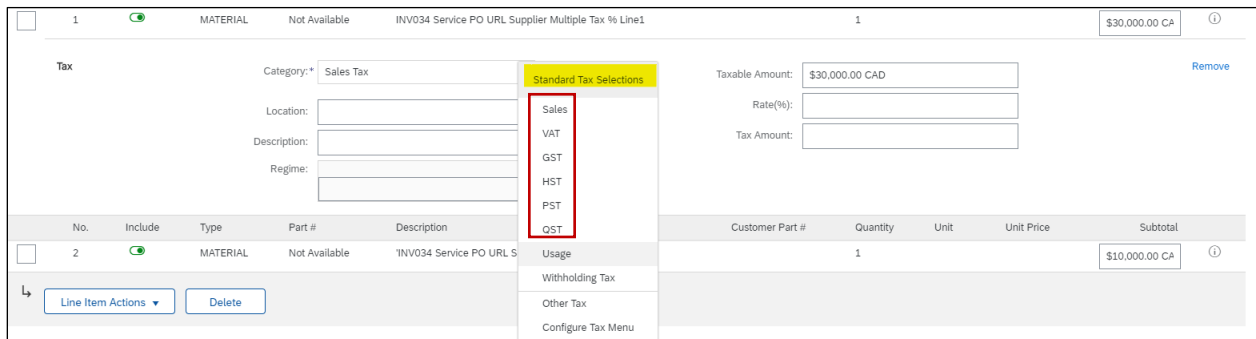 1 MATERIAL Not Available INV034 Service PO URL Supplier Multiple Tax % Line1 1 $30,000.00 CA
Tax Category:* Sales Tax Standard Tax Selections Taxable Amount: $30,000.00 CAD Remove
Location: Sales Rate(%):
Description: VAT Tax Amount:
GST
Regime: HST
PST
QST
No. Include Type Part # Description Customer Part # Quantity Unit Unit Price Subtotal
2 MATERIAL Not Available 'INV034 Service PO URL S Usage 1 $10,000.00 CA
Withholding Tax
Line Item Actions ▼ Delete Other Tax
Configure Tax Menu